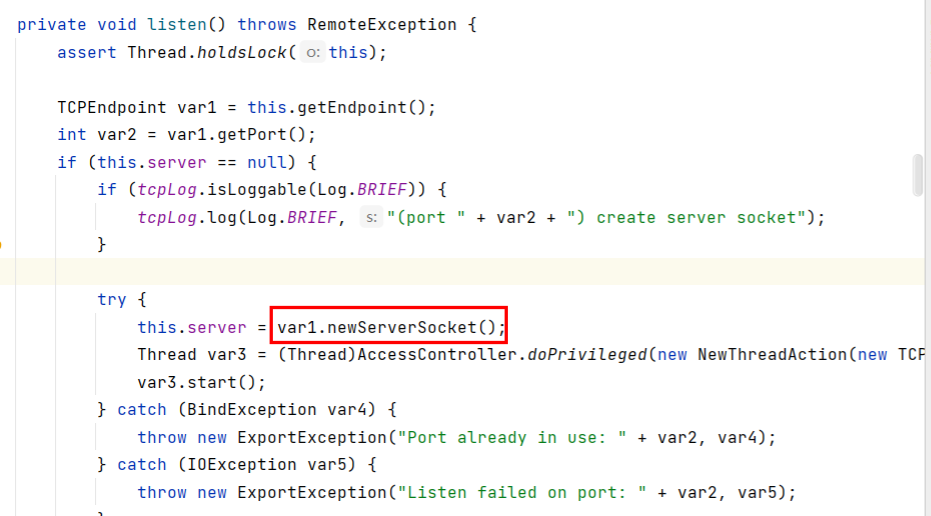 private void listen() throws RemoteException {
assert Thread.holdsLock( o: this);
TCPEndpoint var1 = this.getEndpoint();
int var2 = var1.getPort();
if (this.server == null) {
if (tcpLog.isLoggable(Log.BRIEF)) {
tcpLog.log(Log.BRIEF, s: "(port " + var2 + ") create server socket");
}
try {
this.server = var1.newServerSocket();
Thread var3 = (Thread)AccessController.doPrivileged(new NewThreadAction(new TCP
var3.start();
} catch (BindException var4) {
throw new ExportException("Port already in use: " + var2, var4);
} catch (IOException var5) {
throw new ExportException("Listen failed on port: " + var2, var5);
}